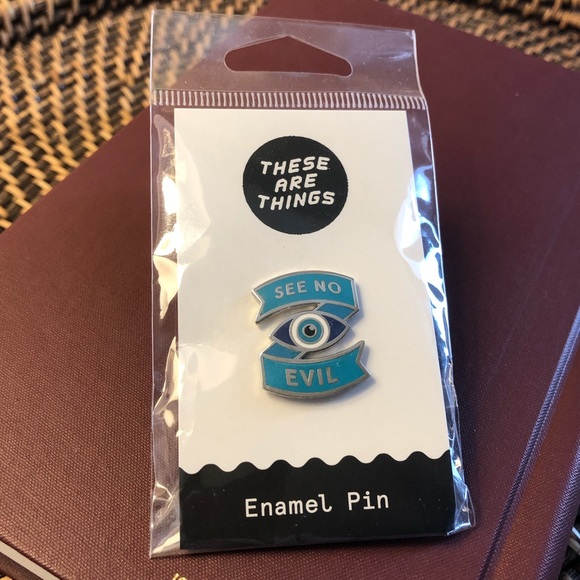 THESE
ARE
THINGS
SEE NO
EVIL
Enamel Pin